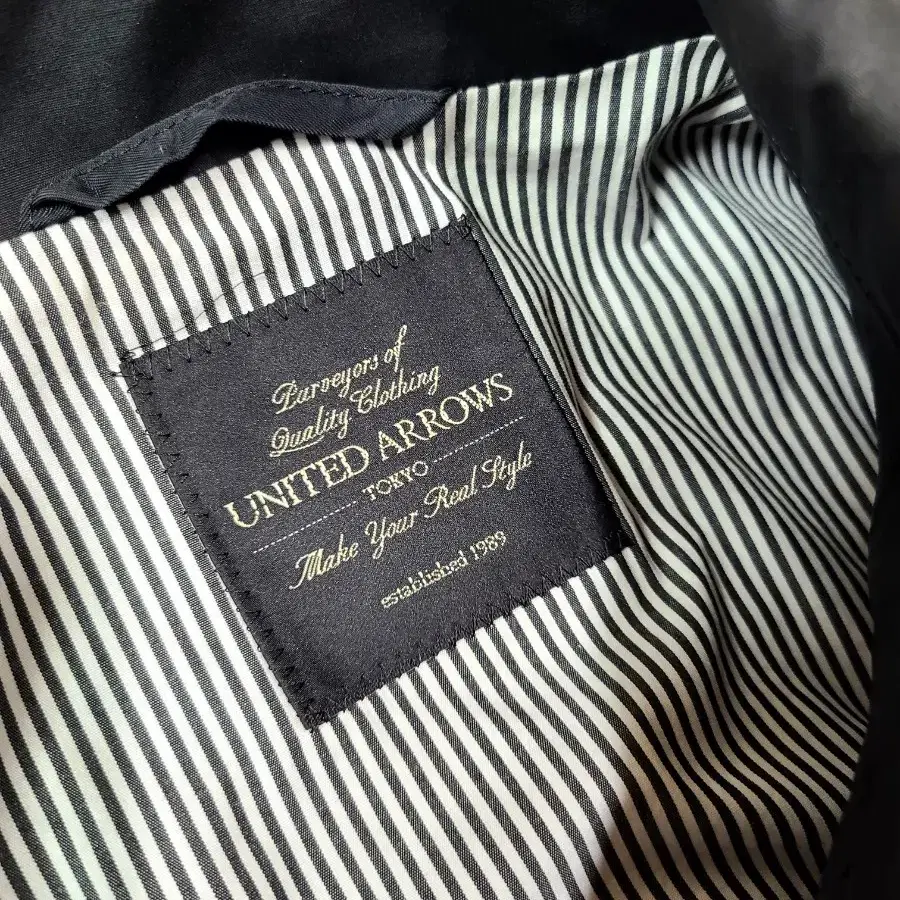 Purveyors of
Quality Clothing
UNITED ARROWS
TOKYO
Make Your Real Style
established 1989